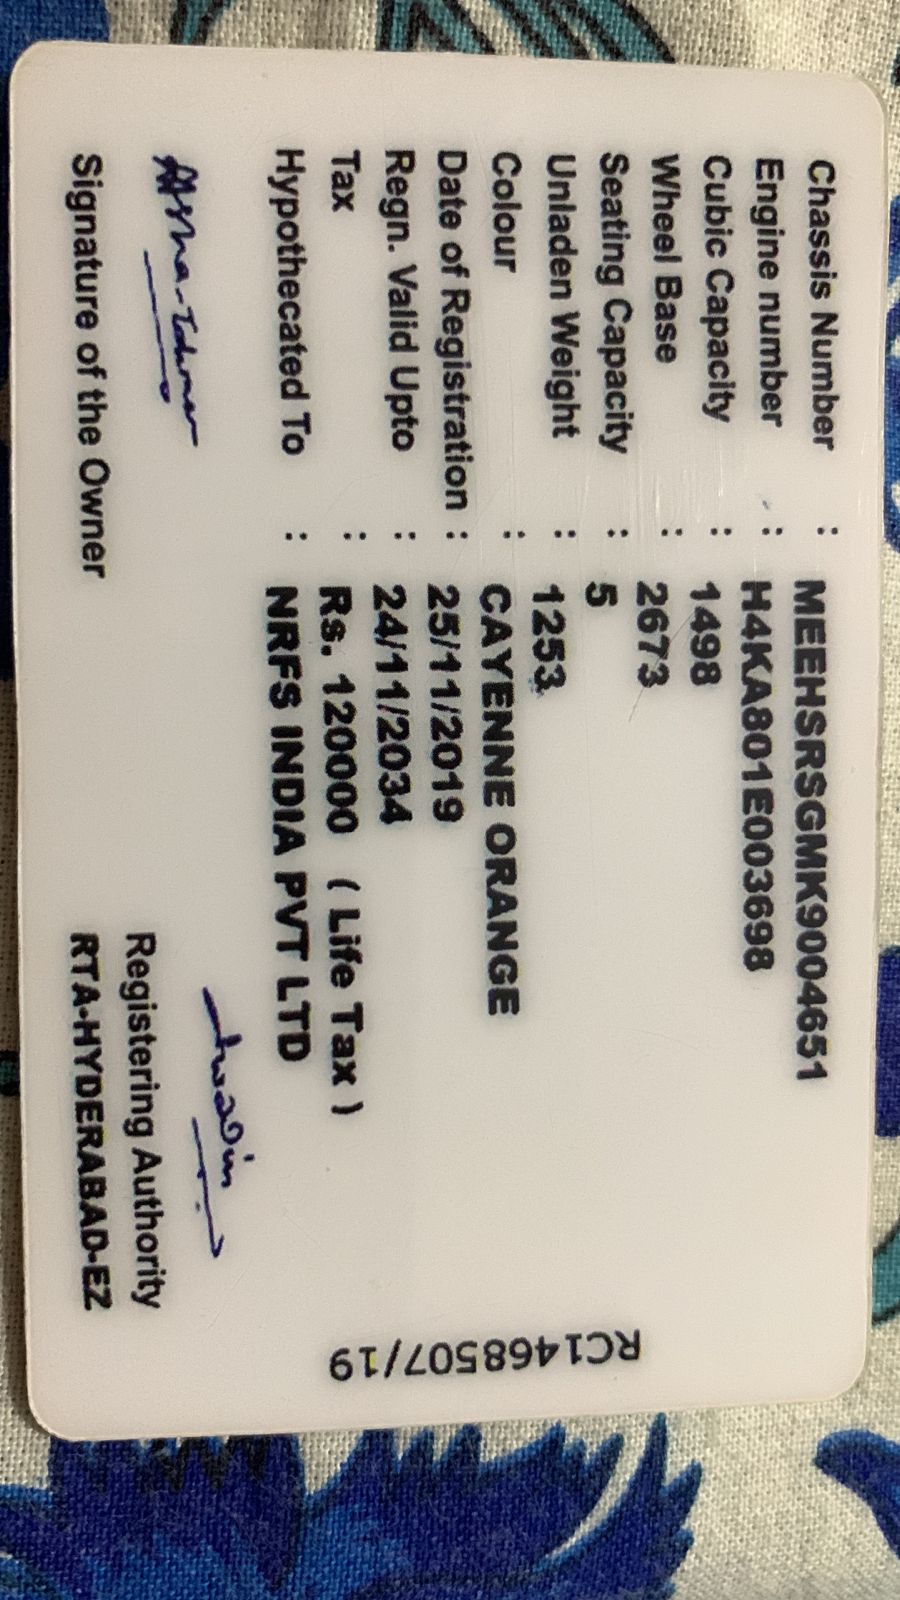 Chassis Number : MEEHSRSGMK9004651
Engine number : H4KA801E003698
Cubic Capacity : 1498
Wheel Base : 2673
Seating Capacity : 5
Unladen Weight : 1253
Colour : CAYENNE ORANGE
Date of Registration : 25/11/2019
Regn. Valid Upto : 24/11/2034
Tax : Rs. 120000 ( Life Tax )
Hypothecated To : NRFS INDIA PVT LTD
Signature of the Owner
Registering Authority
RTA-HYDERABAD-EZ
RC1468507/19